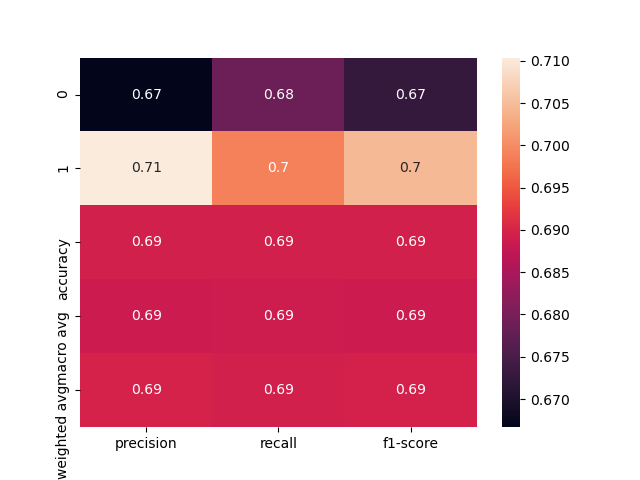 0 0.67 0.68 0.67
1 0.71 0.7 0.7
accuracy 0.69 0.69 0.69
macro avg 0.69 0.69 0.69
weighted avg 0.69 0.69 0.69
precision recall f1-score
0.710
0.705
0.700
0.695
0.690
0.685
0.680
0.675
0.670